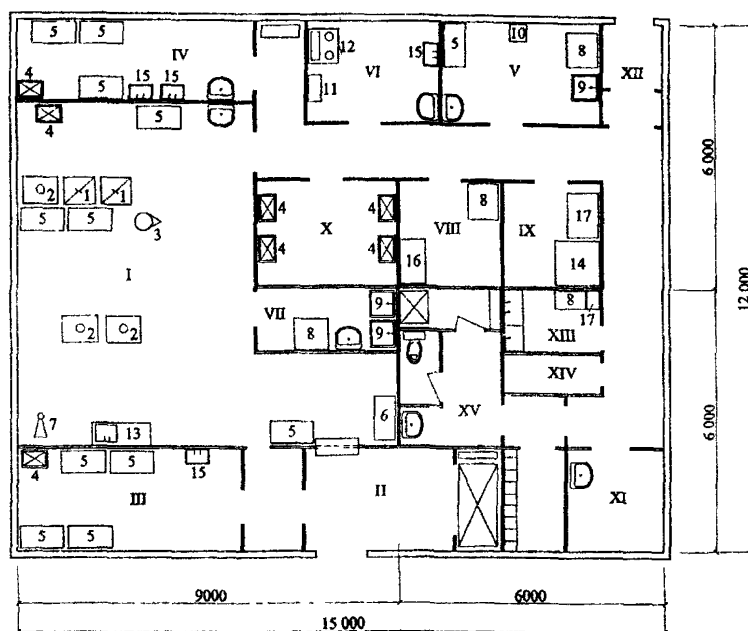 5 5 IV 12 VI 15 5 10 V 8 XII
4 5 15 15 11 9
4 5
2 1 1 4 X 4 VIII 8 IX 17
5 5 3 4 4 16 14
I VII 9 8 17
2 2 8 9 XIII
XIV
7 13 5 6 XV
4 5 5 15
III II XI
5 5
6 000
12 000
6 000
9000 6000
15 000